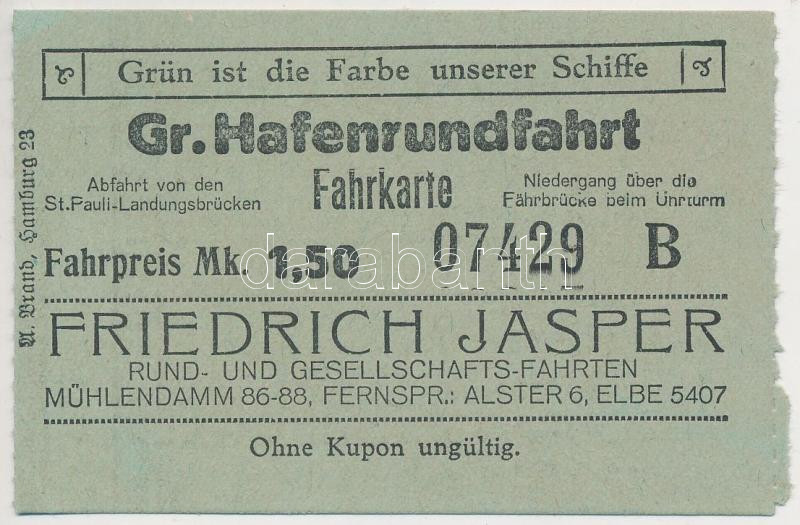 Grün ist die Farbe unserer Schiffe
Gr. Hafenrundfahrt
Abfahrt von den
St.Pauli-Landungsbrücken
Fahrkarte
Niedergang über die
Fährbrücke beim Uhrturm
Fahrpreis Mk. 1,50
07429 B
darabanth
FRIEDRICH JASPER
RUND- UND GESELLSCHAFTS-FAHRTEN
MÜHLENDAMM 86-88, FERNSPR.: ALSTER 6, ELBE 5407
Ohne Kupon ungültig.
A. Brand, Hamburg 23